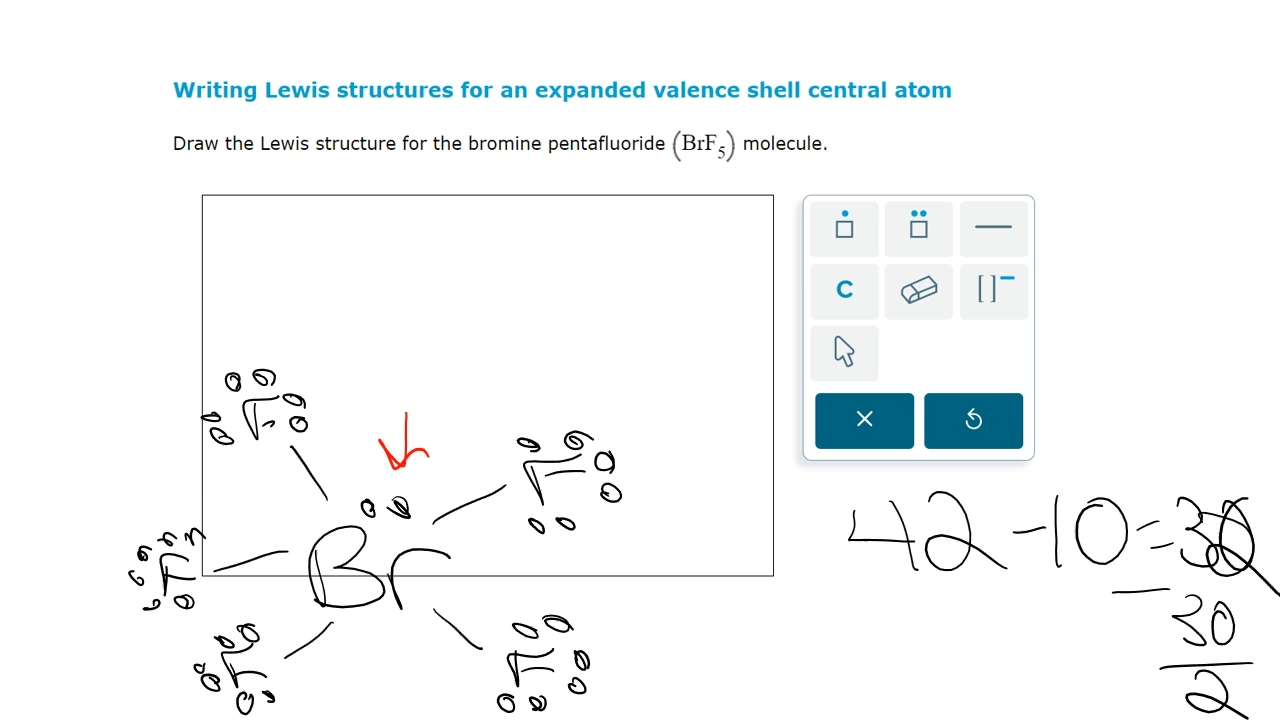 Writing Lewis structures for an expanded valence shell central atom
Draw the Lewis structure for the bromine pentafluoride (BrF5) molecule.
C
[ ]−
F
F
Br
F
F
F
42-10=32
- 30
2